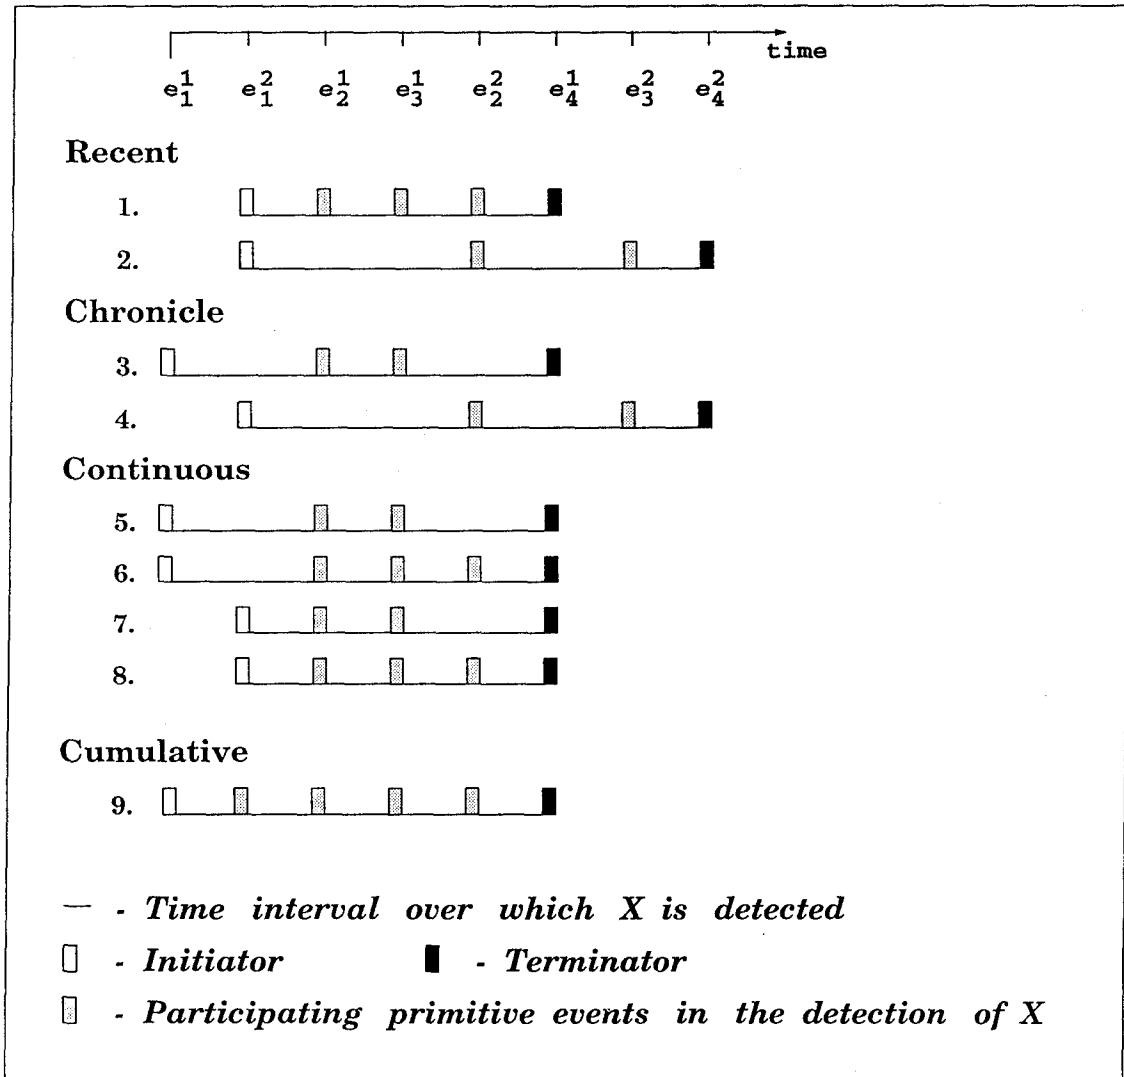 time
e₁¹ e₁² e₂¹ e₃¹ e₂² e₄¹ e₃² e₄²
Recent
1.
2.
Chronicle
3.
4.
Continuous
5.
6.
7.
8.
Cumulative
9.
— - Time interval over which X is detected
- Initiator
- Terminator
- Participating primitive events in the detection of X